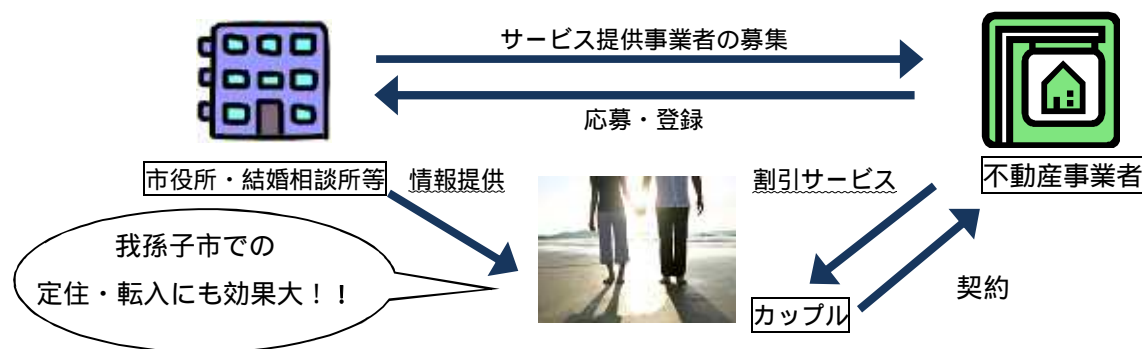 サービス提供事業者の募集
応募・登録
市役所・結婚相談所等
情報提供
割引サービス
不動産事業者
我孫子市での
定住・転入にも効果大！！
カップル
契約